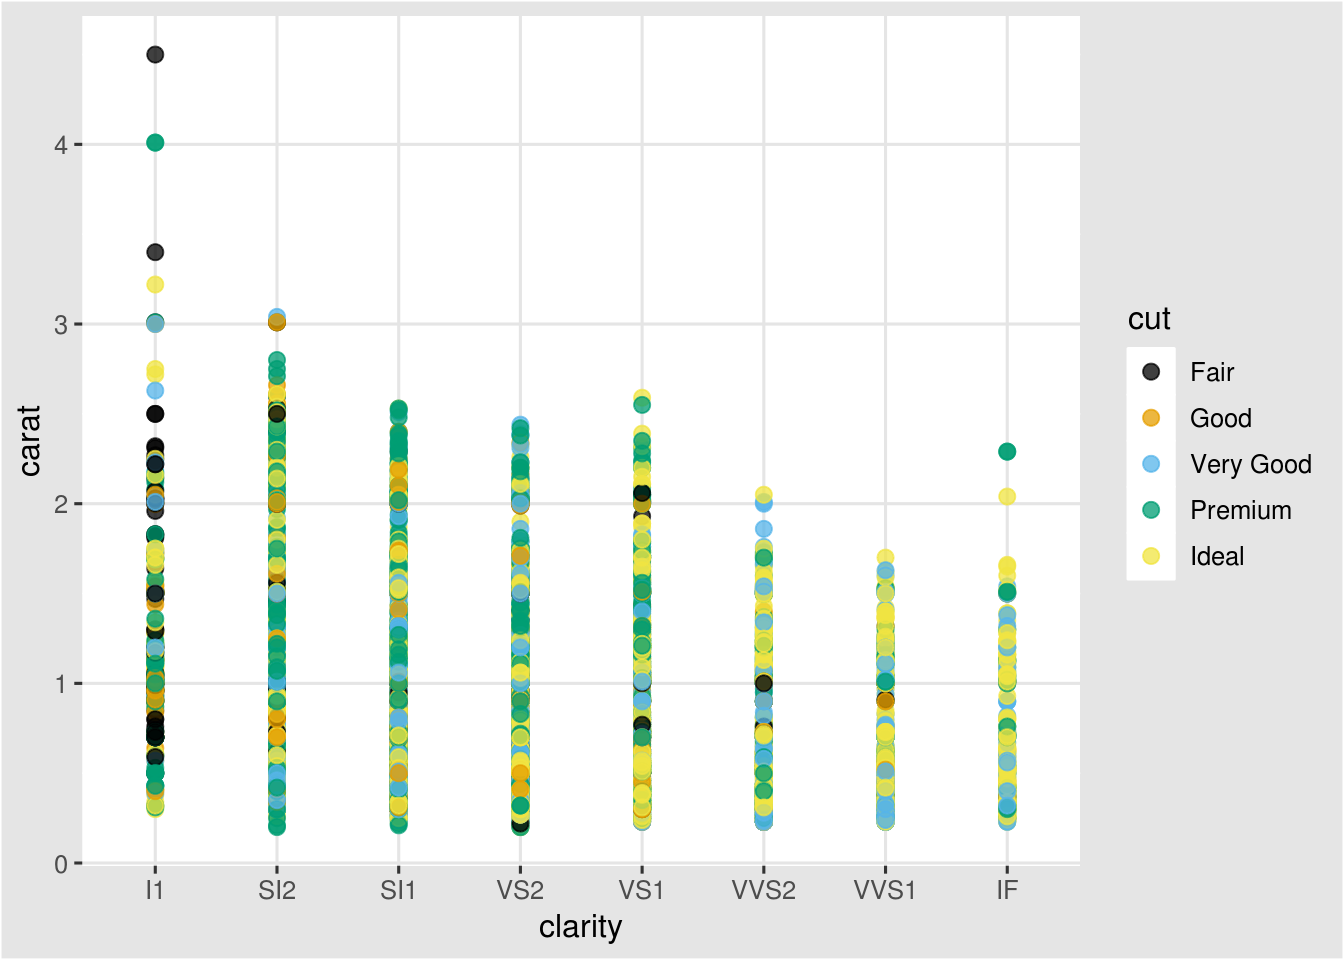 4
3
2
1
0
carat
I1 SI2 SI1 VS2 VS1 VVS2 VVS1 IF
clarity
cut
Fair
Good
Very Good
Premium
Ideal